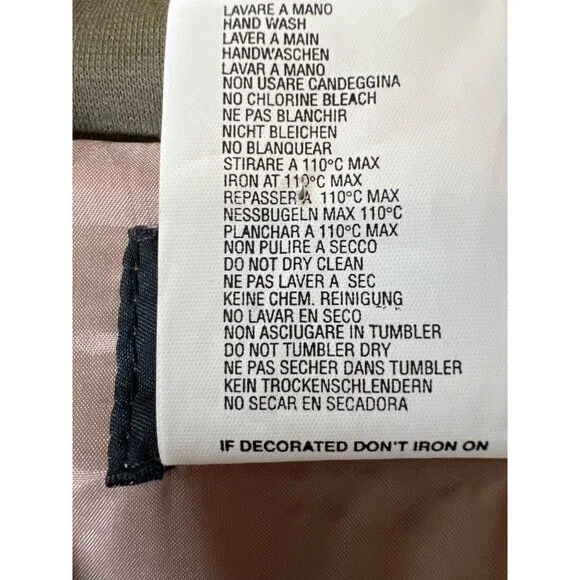 LAVARE A MANO
HAND WASH
LAVER A MAIN
HANDWASCHEN
LAVAR A MANO
NON USARE CANDEGGINA
NO CHLORINE BLEACH
NE PAS BLANCHIR
NICHT BLEICHEN
NO BLANQUEAR
STIRARE A 110°C MAX
IRON AT 110°C MAX
REPASSER A 110°C MAX
NESSBUGELN MAX 110°C
PLANCHAR A 110°C MAX
NON PULIRE A SECCO
DO NOT DRY CLEAN
NE PAS LAVER A SEC
KEINE CHEM. REINIGUNG
NO LAVAR EN SECO
NON ASCIUGARE IN TUMBLER
DO NOT TUMBLER DRY
NE PAS SECHER DANS TUMBLER
KEIN TROCKENSCHLENDERN
NO SECAR EN SECADORA
IF DECORATED DON'T IRON ON